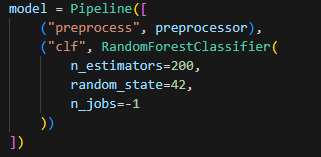 model = Pipeline([
    ("preprocess", preprocessor),
    ("clf", RandomForestClassifier(
        n_estimators=200,
        random_state=42,
        n_jobs=-1
    ))
])